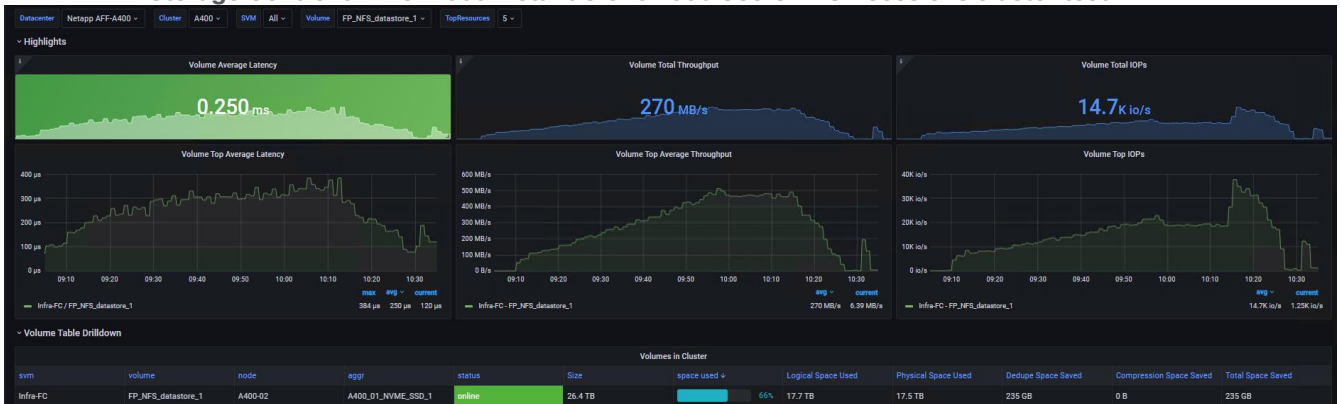 Datacenter Netapp AFF-A400 Cluster A400 SVM All Volume FP_NFS_datastore_1 TopResources 5
Highlights
Volume Average Latency
0.250 ms
Volume Total Throughput
270 MB/s
Volume Total IOPs
14.7K io/s
Volume Top Average Latency
400 µs
300 µs
200 µs
100 µs
0 µs
09:10 09:20 09:30 09:40 09:50 10:00 10:10 10:20 10:30
max avg current
Infra-FC / FP_NFS_datastore_1 384 µs 250 µs 120 µs
Volume Top Average Throughput
600 MB/s
500 MB/s
400 MB/s
300 MB/s
200 MB/s
100 MB/s
0 B/s
09:10 09:20 09:30 09:40 09:50 10:00 10:10 10:20 10:30
avg current
Infra-FC - FP_NFS_datastore_1 270 MB/s 6.39 MB/s
Volume Top IOPs
40K io/s
30K io/s
20K io/s
10K io/s
0 io/s
09:10 09:20 09:30 09:40 09:50 10:00 10:10 10:20 10:30
avg current
Infra-FC - FP_NFS_datastore_1 14.7K io/s 1.25K io/s
Volume Table Drilldown
Volumes in Cluster
svm volume node aggr status Size space used Logical Space Used Physical Space Used Dedupe Space Saved Compression Space Saved Total Space Saved
Infra-FC FP_NFS_datastore_1 A400-02 A400_01_NVME_SSD_1 online 26.4 TB 66% 17.7 TB 17.5 TB 235 GB 0 B 235 GB